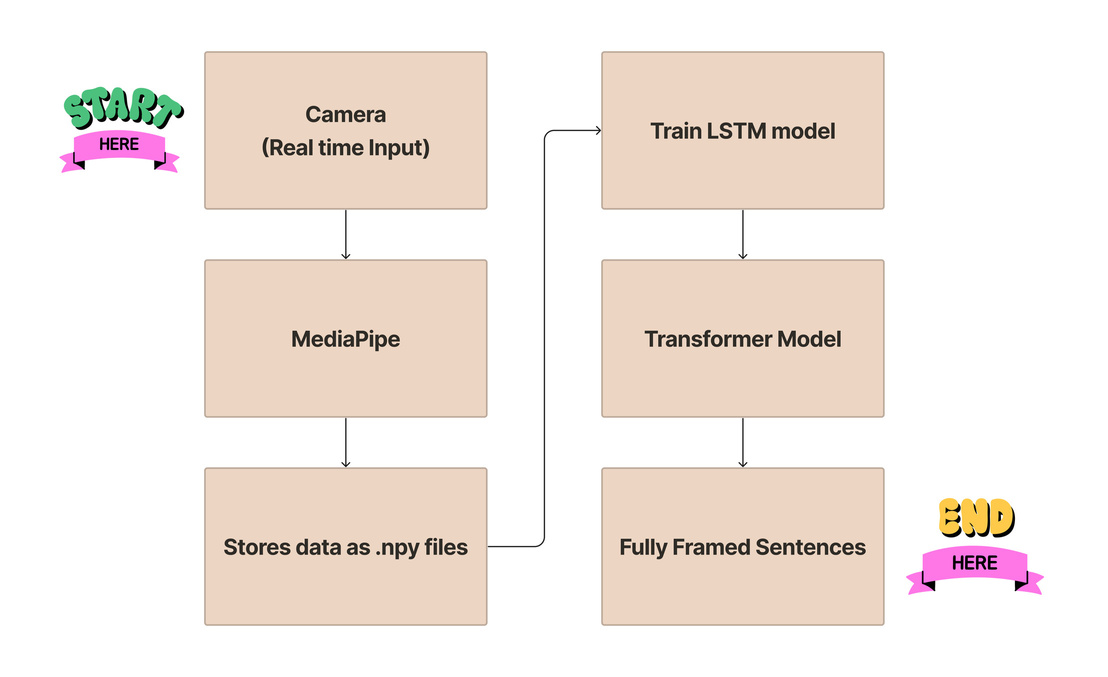 START
HERE
Camera
(Real time Input)
MediaPipe
Stores data as .npy files
Train LSTM model
Transformer Model
Fully Framed Sentences
END
HERE